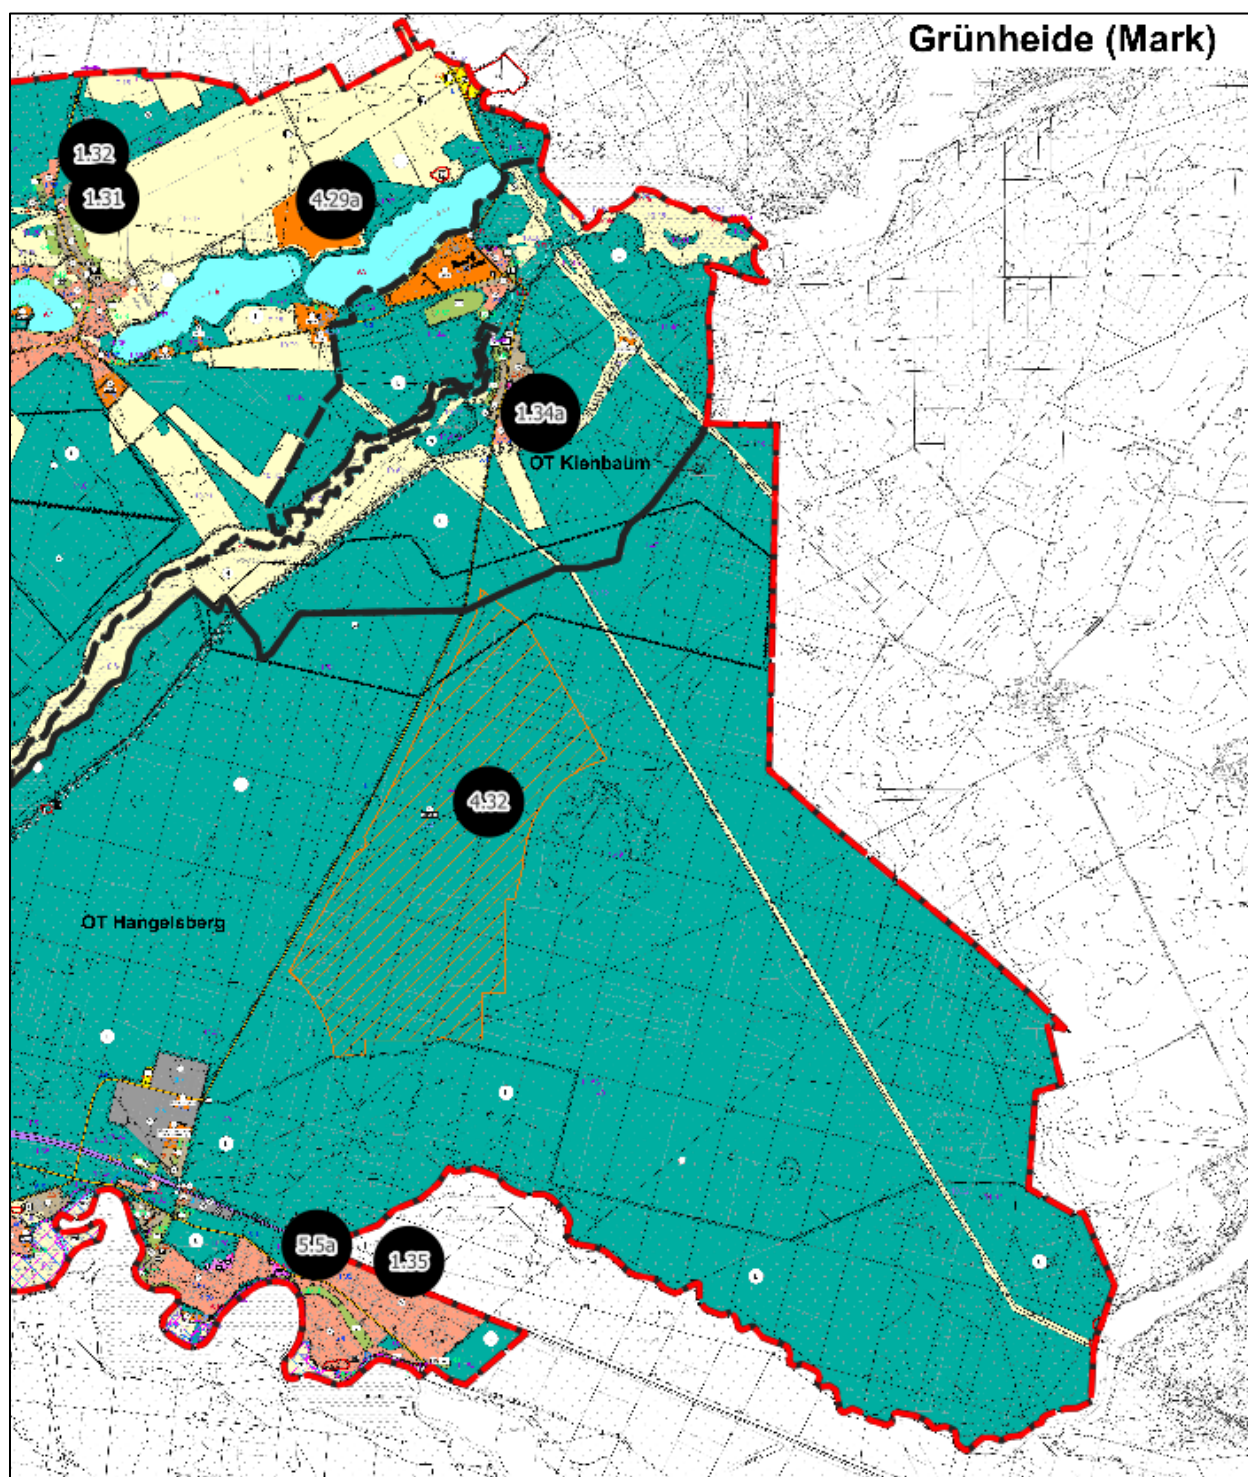 Grünheide (Mark)
1.32
1.31
4.29a
1.34a
OT Kienbaum
4.32
OT Hangelsberg
5.5a
1.35